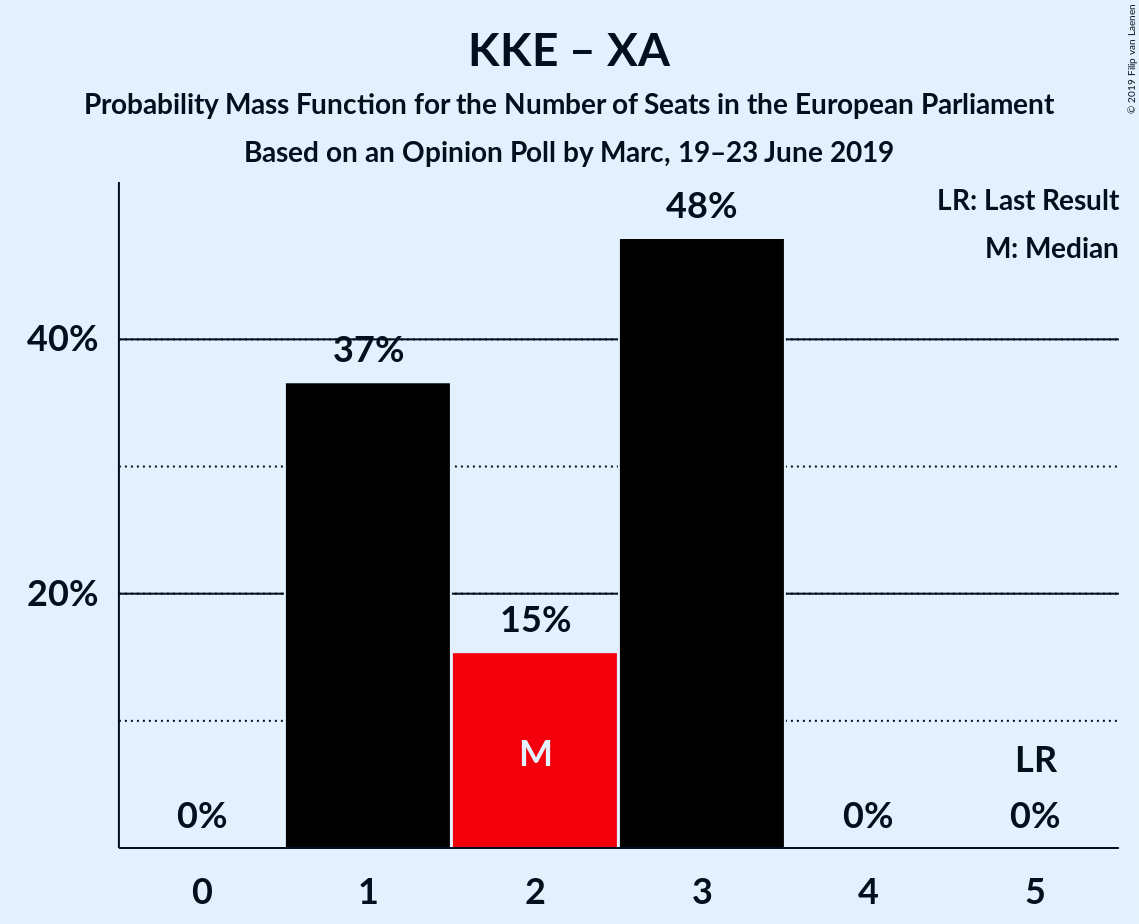 KKE – XA
Probability Mass Function for the Number of Seats in the European Parliament
Based on an Opinion Poll by Marc, 19–23 June 2019
© 2019 Filip van Laenen
LR: Last Result
M: Median
48%
40%
37%
20%
15%
M
LR
0%
0%
0%
0 1 2 3 4 5